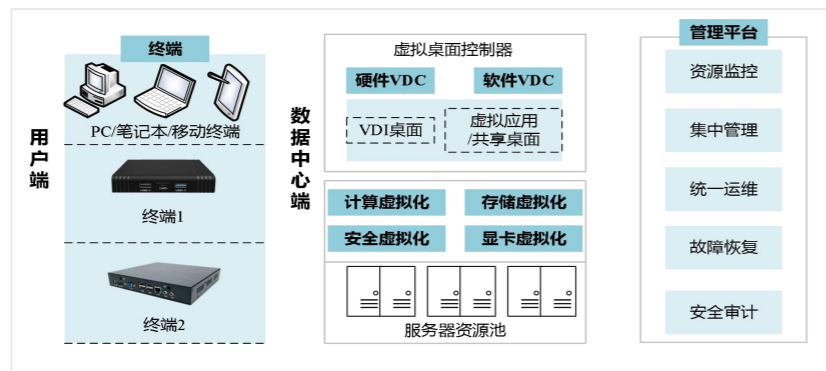 用户端
终端
PC/笔记本/移动终端
终端1
终端2
数据中心端
虚拟桌面控制器
硬件VDC
软件VDC
VDI桌面
虚拟应用
/共享桌面
计算虚拟化
存储虚拟化
安全虚拟化
显卡虚拟化
服务器资源池
管理平台
资源监控
集中管理
统一运维
故障恢复
安全审计